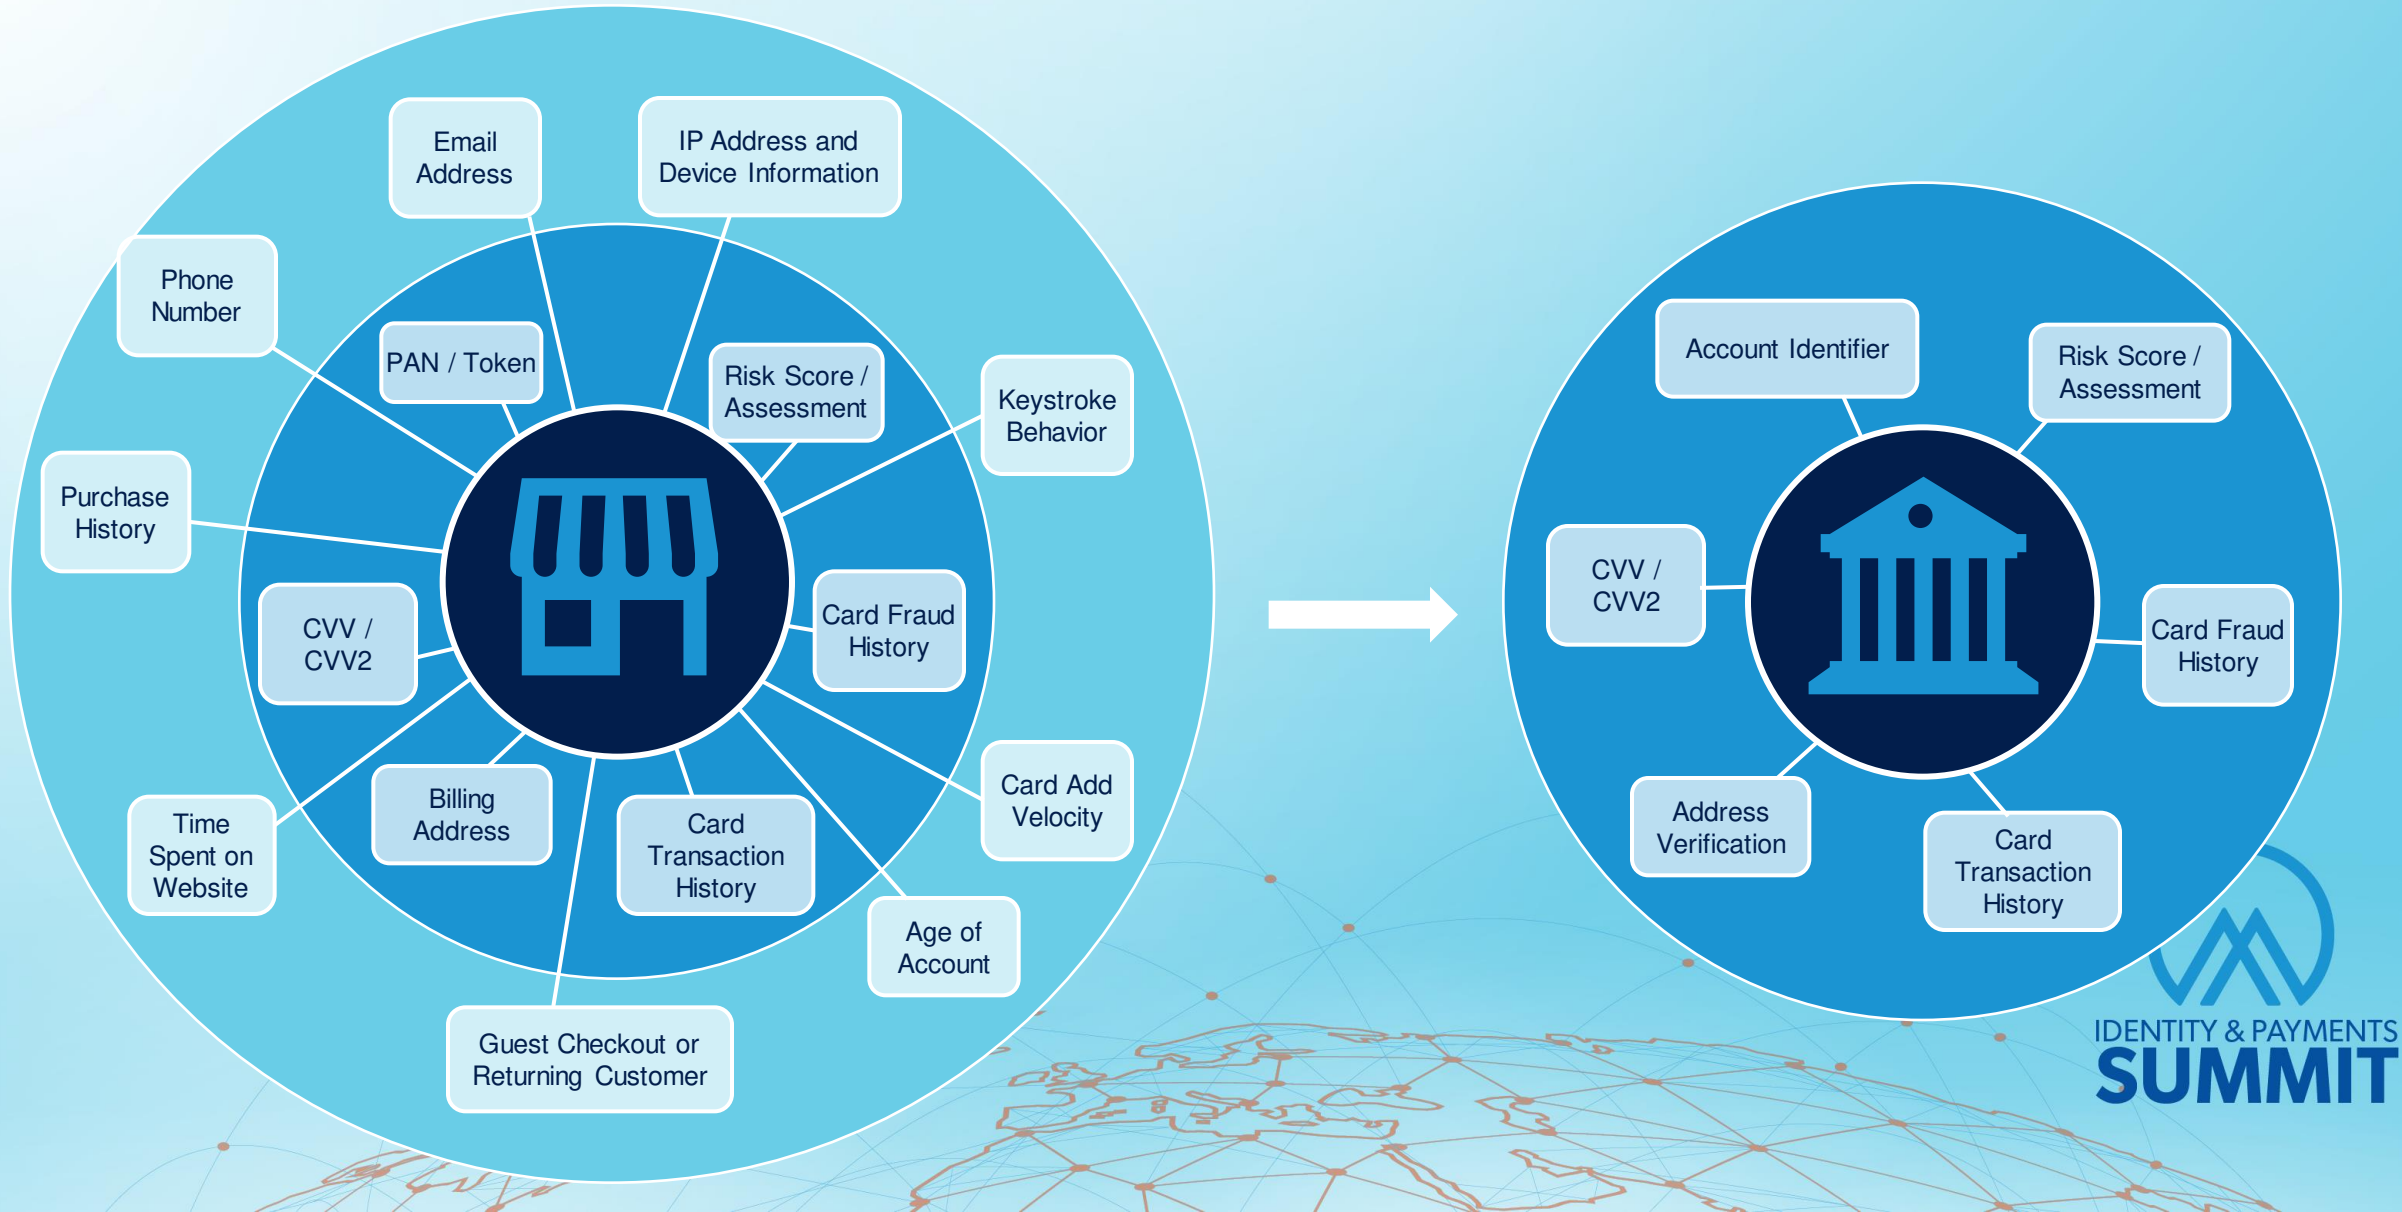 Email
Address
IP Address and
Device Information
Phone
Number
PAN / Token
Risk Score /
Assessment
Keystroke
Behavior
Purchase
History
CVV /
CVV2
Card Fraud
History
Time
Spent on
Website
Billing
Address
Card
Transaction
History
Card Add
Velocity
Age of
Account
Guest Checkout or
Returning Customer
Account Identifier
Risk Score /
Assessment
CVV /
CVV2
Card Fraud
History
Address
Verification
Card
Transaction
History
IDENTITY & PAYMENTS
SUMMIT